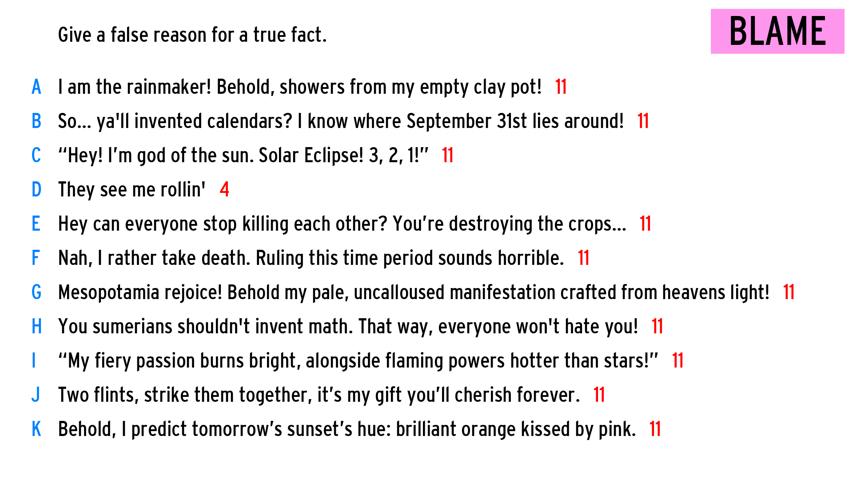 Give a false reason for a true fact.
BLAME
A I am the rainmaker! Behold, showers from my empty clay pot! 11
B So... ya'll invented calendars? I know where September 31st lies around! 11
C “Hey! I’m god of the sun. Solar Eclipse! 3, 2, 1!” 11
D They see me rollin' 4
E Hey can everyone stop killing each other? You’re destroying the crops... 11
F Nah, I rather take death. Ruling this time period sounds horrible. 11
G Mesopotamia rejoice! Behold my pale, uncalloused manifestation crafted from heavens light! 11
H You sumerians shouldn't invent math. That way, everyone won't hate you! 11
I “My fiery passion burns bright, alongside flaming powers hotter than stars!” 11
J Two flints, strike them together, it’s my gift you’ll cherish forever. 11
K Behold, I predict tomorrow’s sunset’s hue: brilliant orange kissed by pink. 11